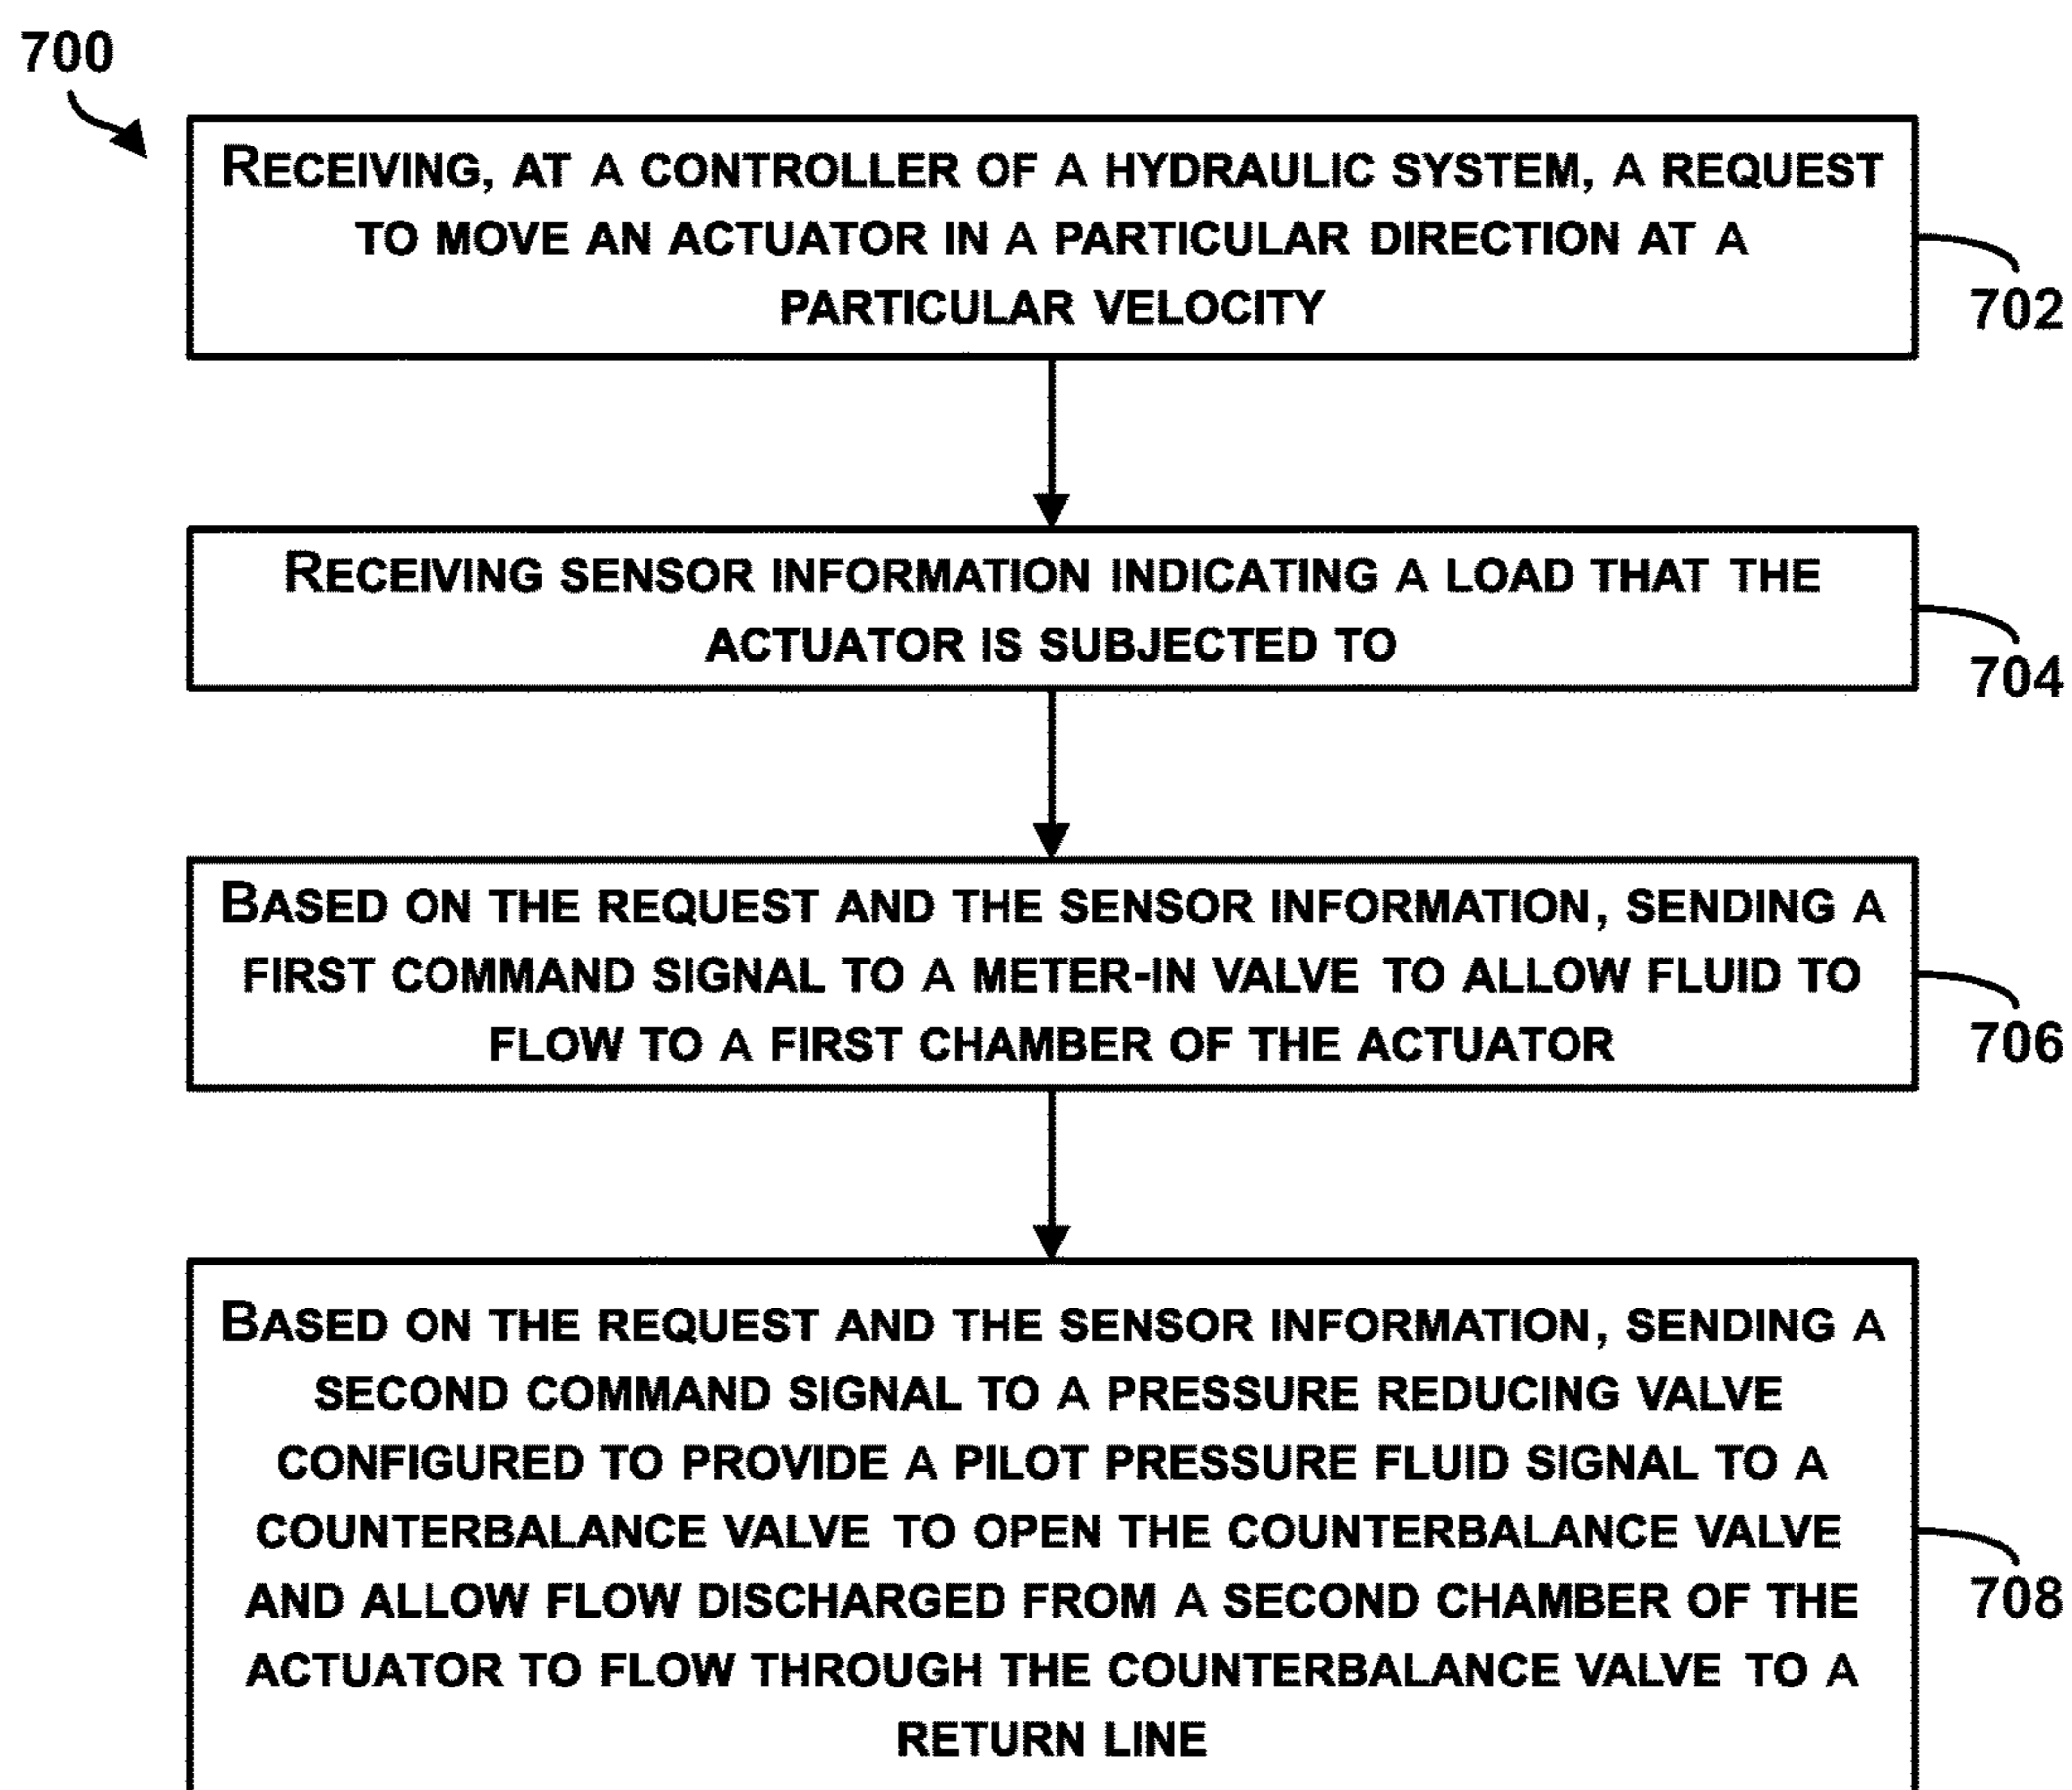 700
RECEIVING, AT A CONTROLLER OF A HYDRAULIC SYSTEM, A REQUEST
TO MOVE AN ACTUATOR IN A PARTICULAR DIRECTION AT A
PARTICULAR VELOCITY
702
RECEIVING SENSOR INFORMATION INDICATING A LOAD THAT THE
ACTUATOR IS SUBJECTED TO
704
BASED ON THE REQUEST AND THE SENSOR INFORMATION, SENDING A
FIRST COMMAND SIGNAL TO A METER-IN VALVE TO ALLOW FLUID TO
FLOW TO A FIRST CHAMBER OF THE ACTUATOR
706
BASED ON THE REQUEST AND THE SENSOR INFORMATION, SENDING A
SECOND COMMAND SIGNAL TO A PRESSURE REDUCING VALVE
CONFIGURED TO PROVIDE A PILOT PRESSURE FLUID SIGNAL TO A
COUNTERBALANCE VALVE TO OPEN THE COUNTERBALANCE VALVE
AND ALLOW FLOW DISCHARGED FROM A SECOND CHAMBER OF THE
ACTUATOR TO FLOW THROUGH THE COUNTERBALANCE VALVE TO A
RETURN LINE
708